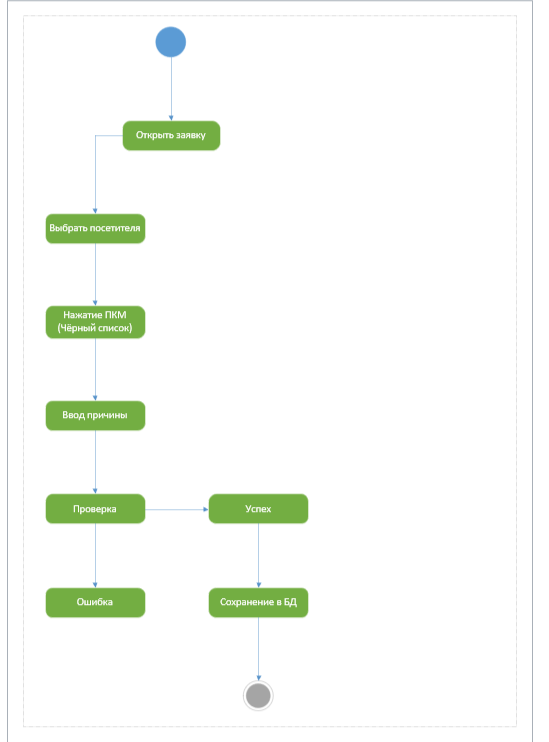 Открыть заявку
Выбрать посетителя
Нажатие ПКМ
(Чёрный список)
Ввод причины
Проверка
Успех
Ошибка
Сохранение в БД